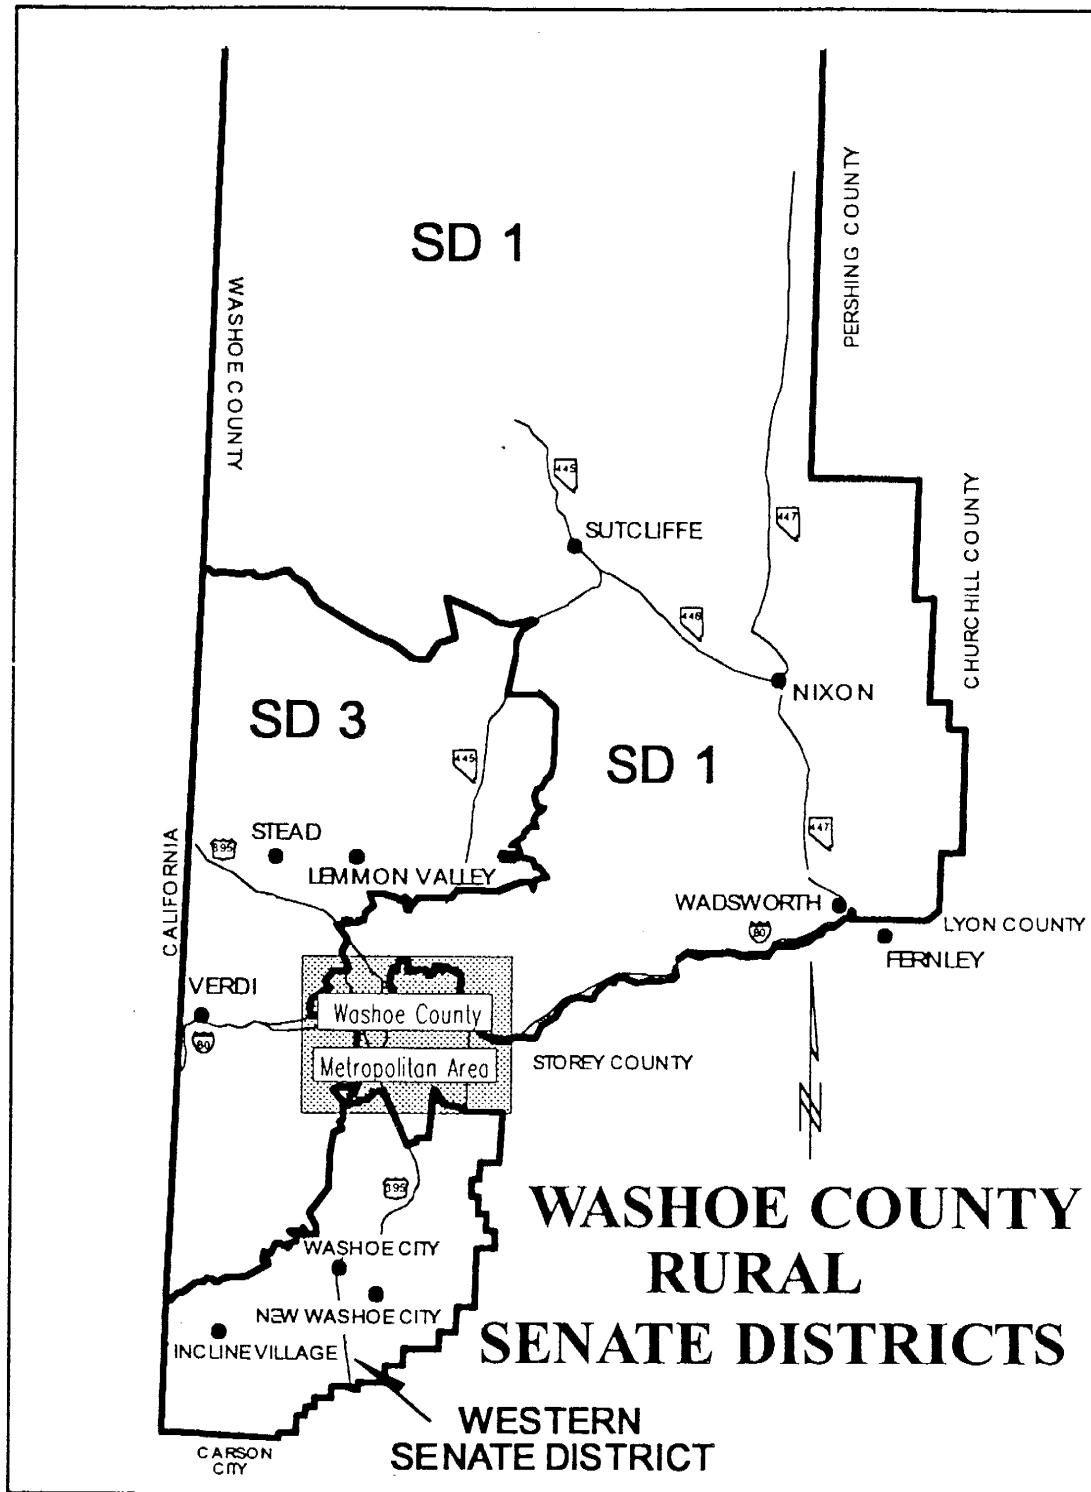 SD 1
PERSHING COUNTY
WASHOE COUNTY
445
SUTCLIFFE
447
CHURCHILL COUNTY
446
NIXON
SD 3
SD 1
445
STEAD
395
CALIFORNIA
LEMMON VALLEY
447
WADSWORTH
80
LYON COUNTY
FERNLEY
VERDI
80
Washoe County
Metropolitan Area
STOREY COUNTY
N
395
WASHOE COUNTY
RURAL
SENATE DISTRICTS
WASHOE CITY
NEW WASHOE CITY
INCLINE VILLAGE
WESTERN
SENATE DISTRICT
CARSON
CITY